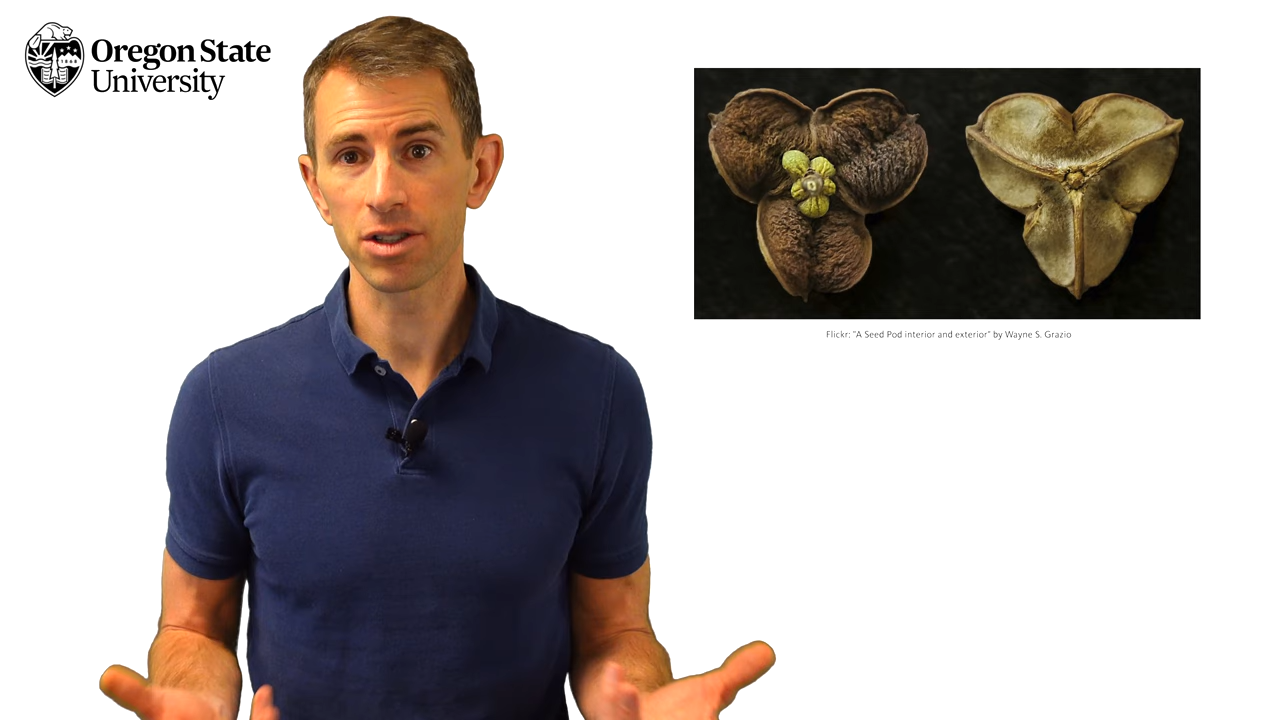 Oregon State
University
Flickr: "A Seed Pod interior and exterior" by Wayne S. Grazio